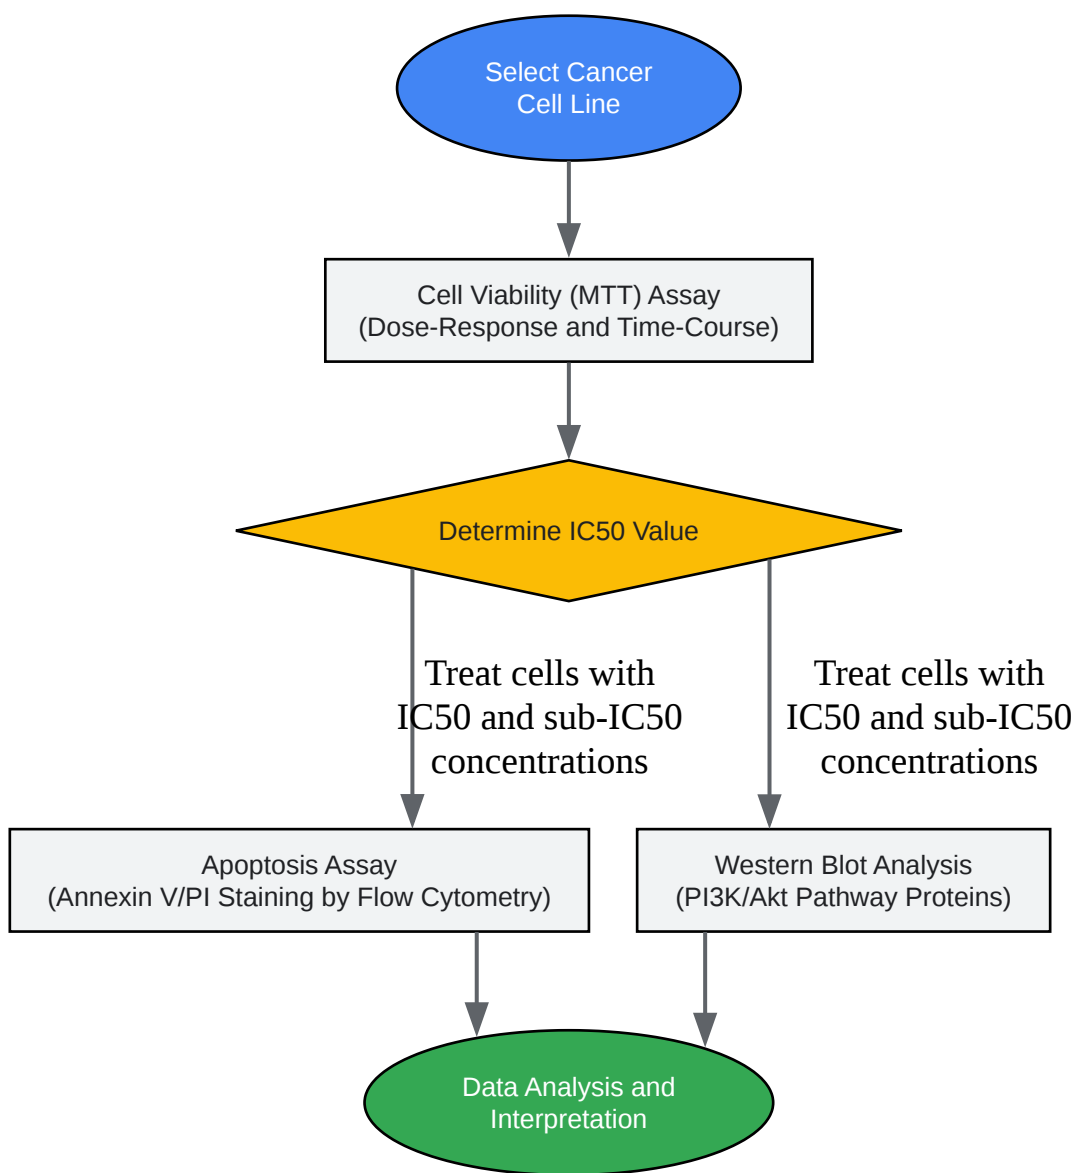 Select Cancer
Cell Line
Cell Viability (MTT) Assay
(Dose-Response and Time-Course)
Determine IC50 Value
Treat cells with
IC50 and sub-IC50
concentrations
Treat cells with
IC50 and sub-IC50
concentrations
Apoptosis Assay
(Annexin V/PI Staining by Flow Cytometry)
Western Blot Analysis
(PI3K/Akt Pathway Proteins)
Data Analysis and
Interpretation